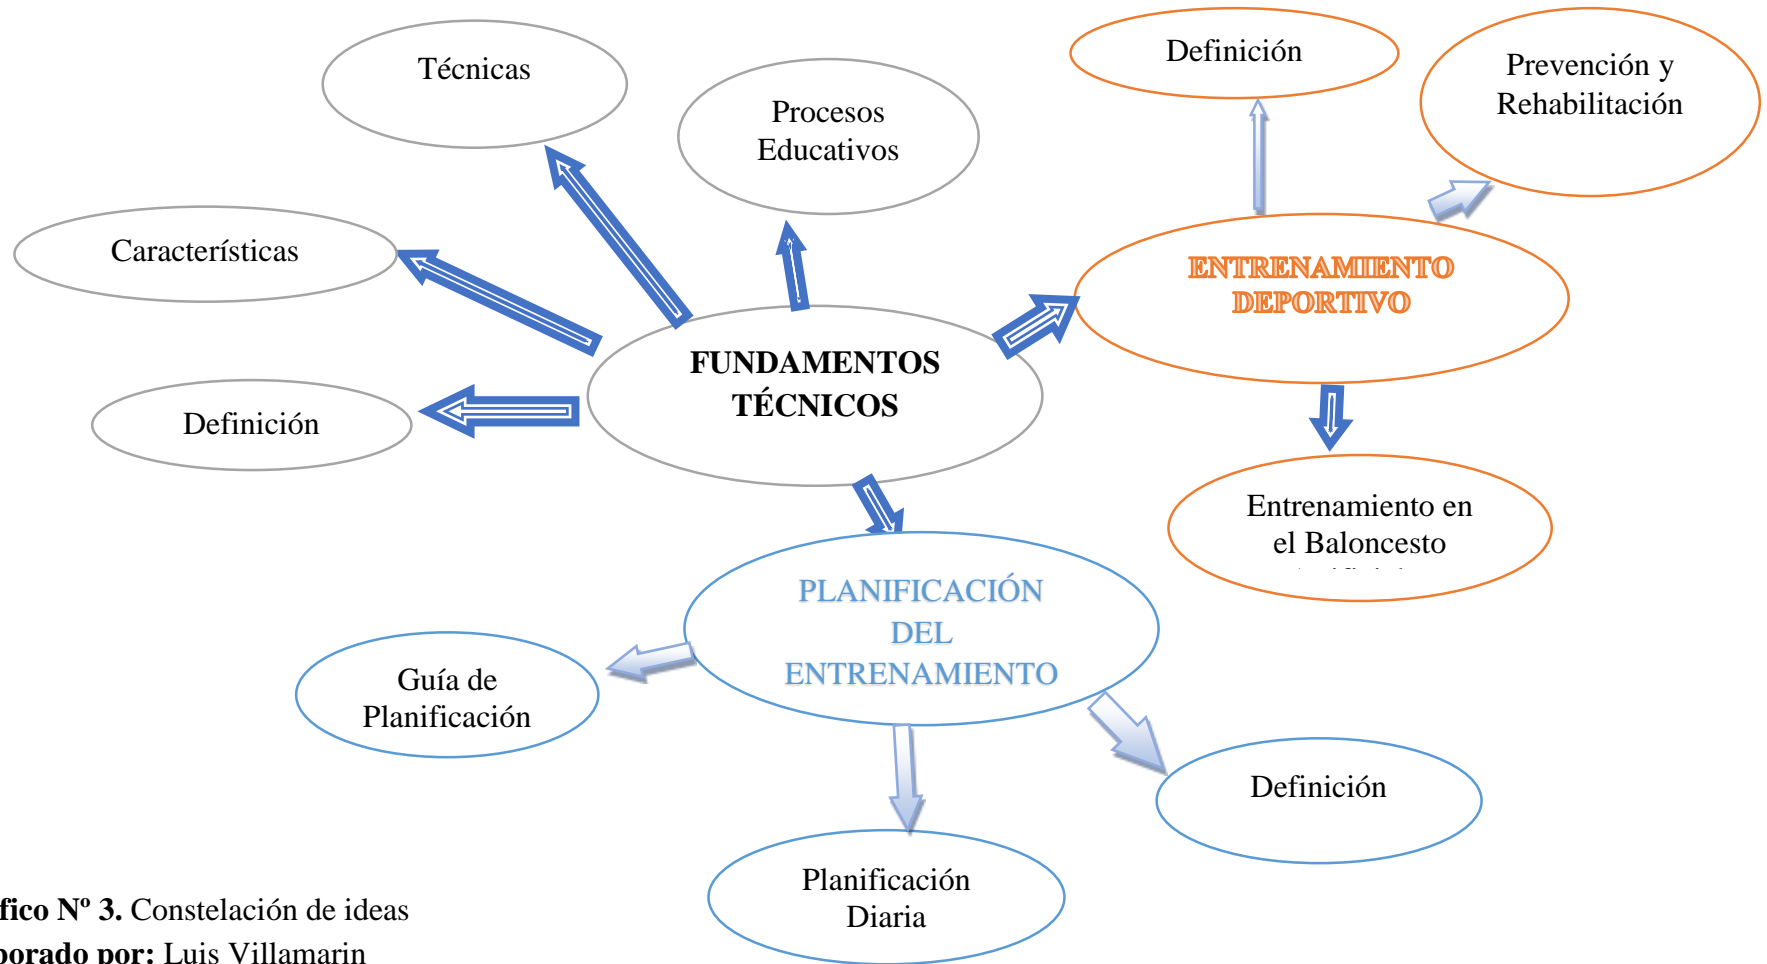 Técnicas
Procesos
Educativos
Definición
Prevención y
Rehabilitación
Características
ENTRENAMIENTO
DEPORTIVO
FUNDAMENTOS
TÉCNICOS
Definición
Entrenamiento en
el Baloncesto
PLANIFICACIÓN
DEL
ENTRENAMIENTO
Guía de
Planificación
Definición
Planificación
Diaria
fico Nº 3. Constelación de ideas
borado por: Luis Villamarin